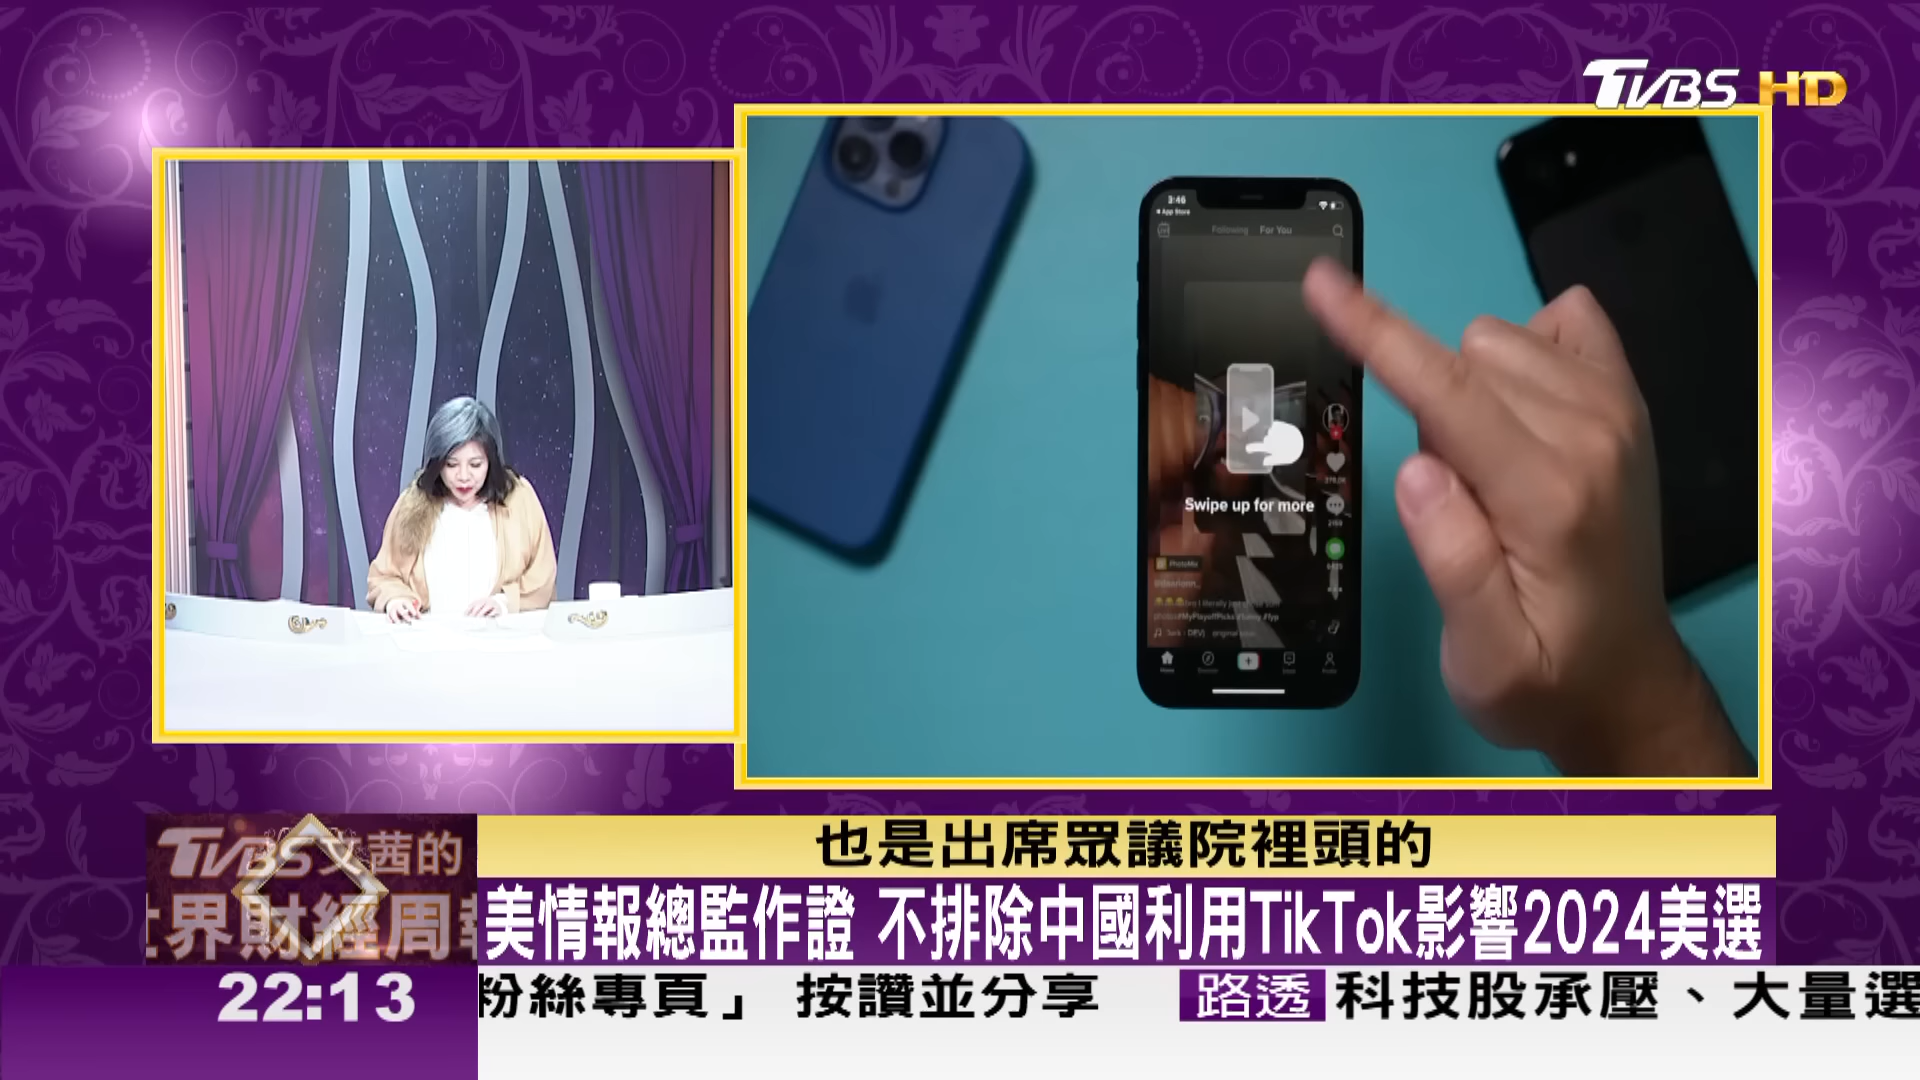 TVBS HD
3:46
App Store
Following For You
Swipe up for more
PhotoMix
也是出席眾議院裡頭的
TVBS 文茜的
世界財經周報
美情報總監作證 不排除中國利用TikTok影響2024美選
22:13
粉絲專頁」 按讚並分享 路透 科技股承壓、大量選